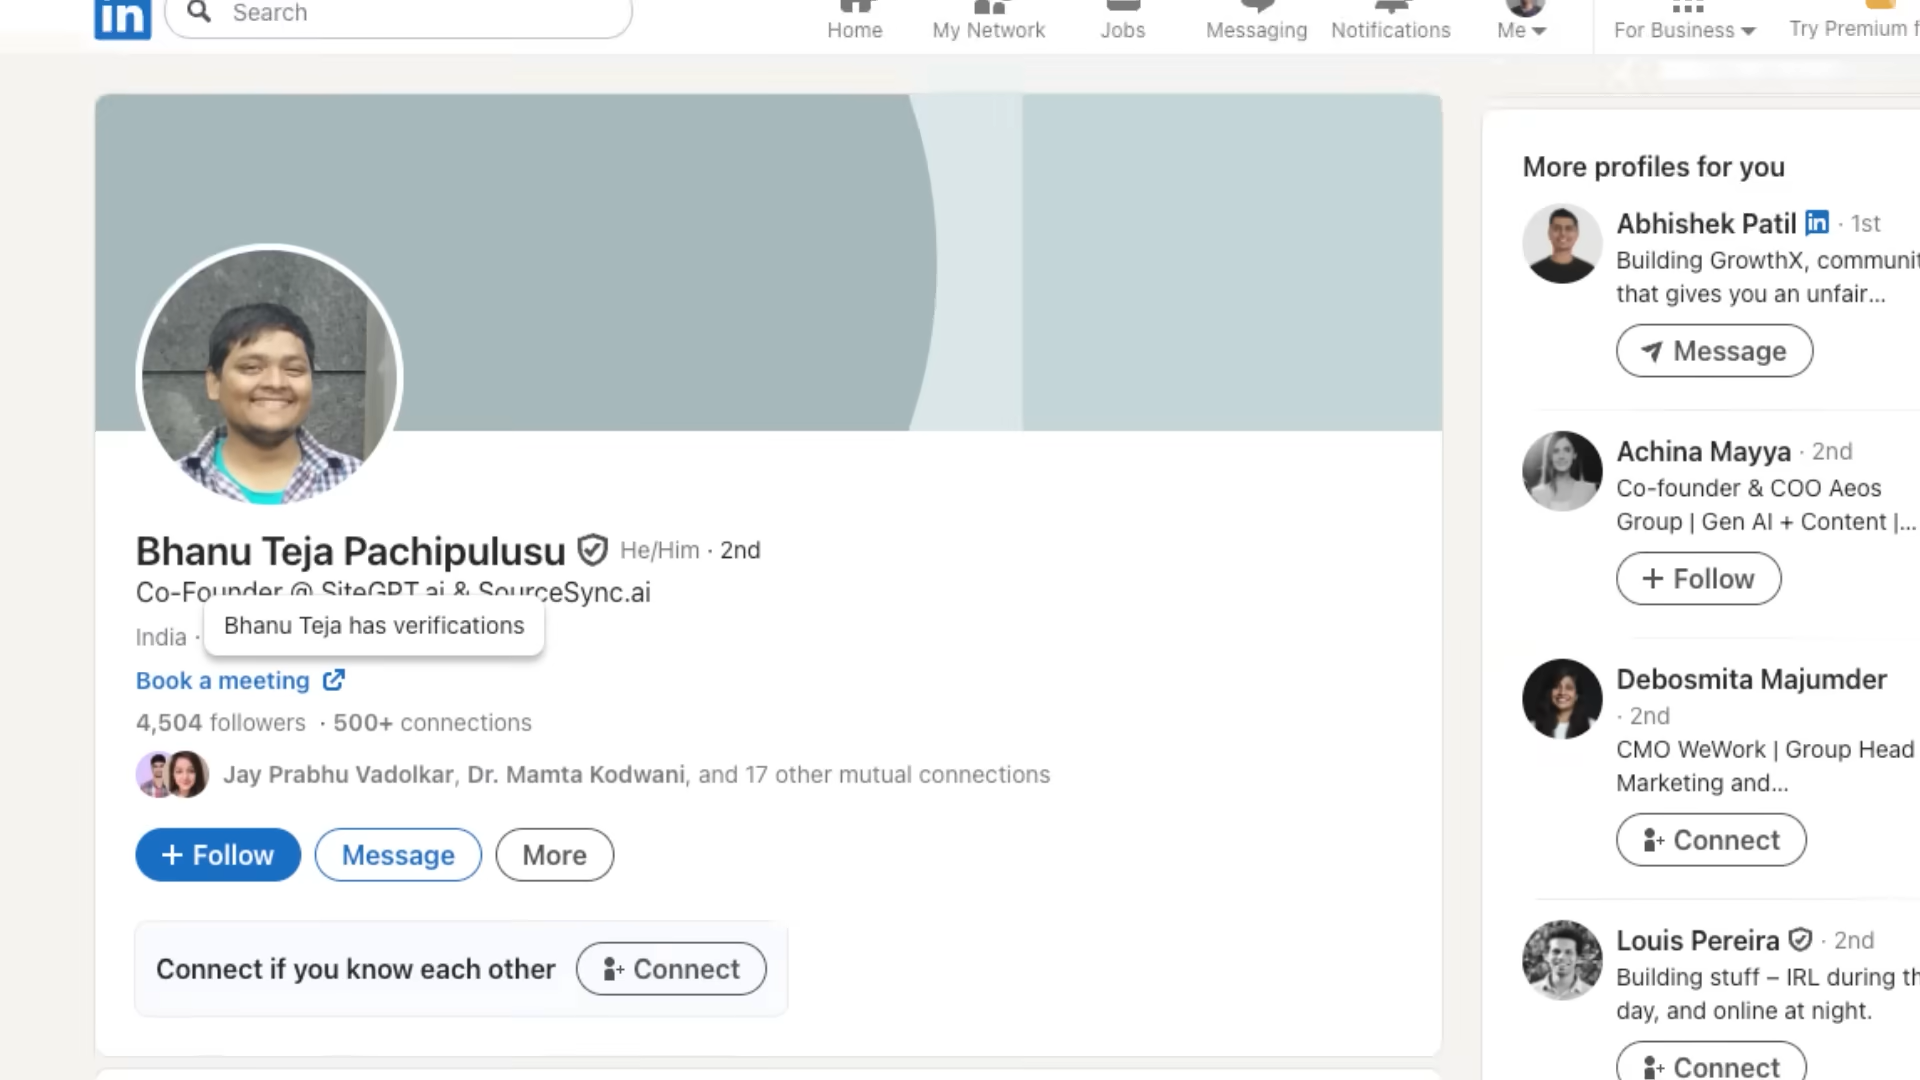 in
Search
Home
My Network
Jobs
Messaging
Notifications
Me
For Business
Try Premium f
Bhanu Teja Pachipulusu He/Him · 2nd
Co-Founder @ SiteGPT.ai & SourceSync.ai
India ·
Bhanu Teja has verifications
Book a meeting
4,504 followers · 500+ connections
Jay Prabhu Vadolkar, Dr. Mamta Kodwani, and 17 other mutual connections
+ Follow
Message
More
Connect if you know each other
Connect
More profiles for you
Abhishek Patil in · 1st
Building GrowthX, communit
that gives you an unfair...
Message
Achina Mayya · 2nd
Co-founder & COO Aeos
Group | Gen AI + Content |...
+ Follow
Debosmita Majumder
· 2nd
CMO WeWork | Group Head
Marketing and...
Connect
Louis Pereira · 2nd
Building stuff – IRL during th
day, and online at night.
Connect